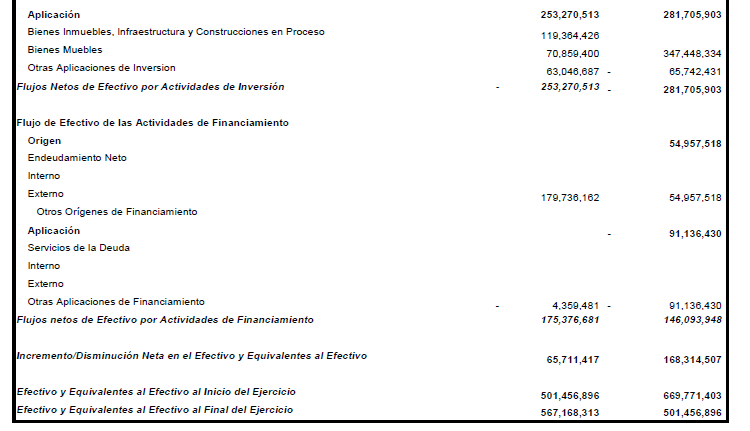 Aplicación 253,270,513 281,705,903
Bienes Inmuebles, Infraestructura y Construcciones en Proceso 119,364,426
Bienes Muebles 70,859,400 347,448,334
Otras Aplicaciones de Inversion 63,046,687 - 65,742,431
Flujos Netos de Efectivo por Actividades de Inversión - 253,270,513 - 281,705,903
Flujo de Efectivo de las Actividades de Financiamiento
Origen 54,957,518
Endeudamiento Neto
Interno
Externo 179,736,162 54,957,518
Otros Orígenes de Financiamiento
Aplicación - 91,136,430
Servicios de la Deuda
Interno
Externo
Otras Aplicaciones de Financiamiento - 4,359,481 - 91,136,430
Flujos netos de Efectivo por Actividades de Financiamiento 175,376,681 146,093,948
Incremento/Disminución Neta en el Efectivo y Equivalentes al Efectivo 65,711,417 168,314,507
Efectivo y Equivalentes al Efectivo al Inicio del Ejercicio 501,456,896 669,771,403
Efectivo y Equivalentes al Efectivo al Final del Ejercicio 567,168,313 501,456,896